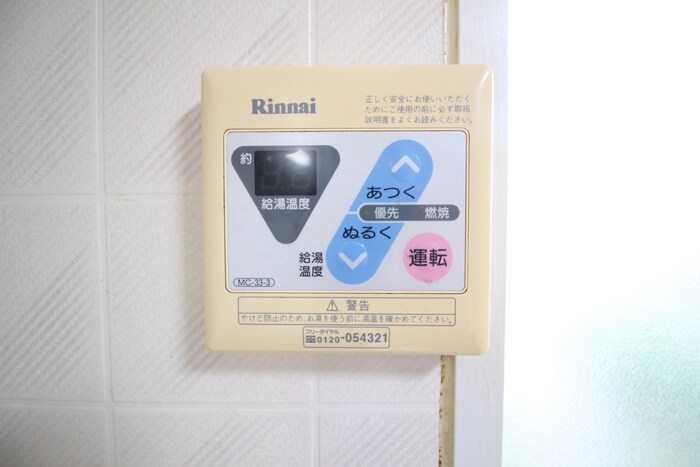 Rinnai
正しく安全にお使いいただく
ためにご使用の前に必ず取扱
説明書をよくお読みください。
約
給湯温度
あつく
優先 燃焼
ぬるく
給湯
温度
運転
MC-33-3
⚠ 警告
やけど防止のため、お湯を使う前に湯温を確かめてください。
フリーダイヤル
0120-054321